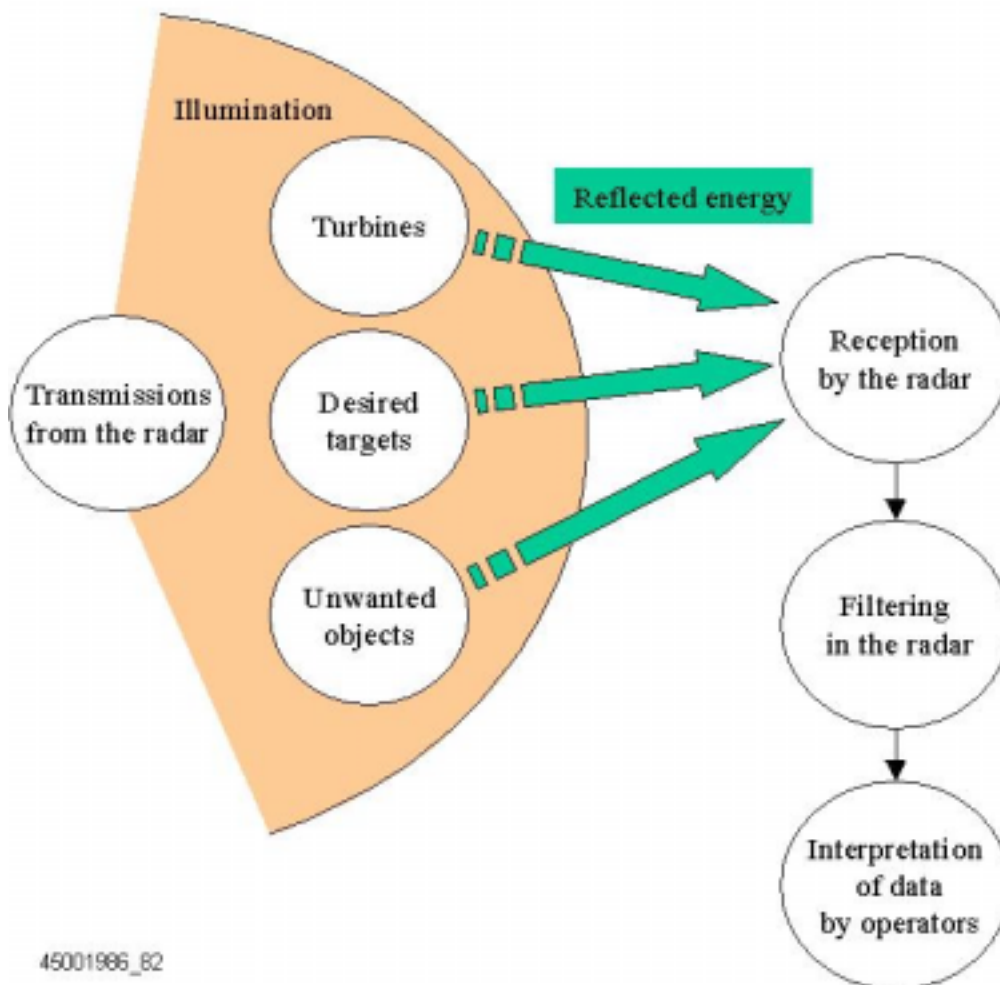 Illumination
Turbines
Reflected energy
Transmissions
from the radar
Desired
targets
Reception
by the radar
Unwanted
objects
Filtering
in the radar
Interpretation
of data
by operators
45001986_82